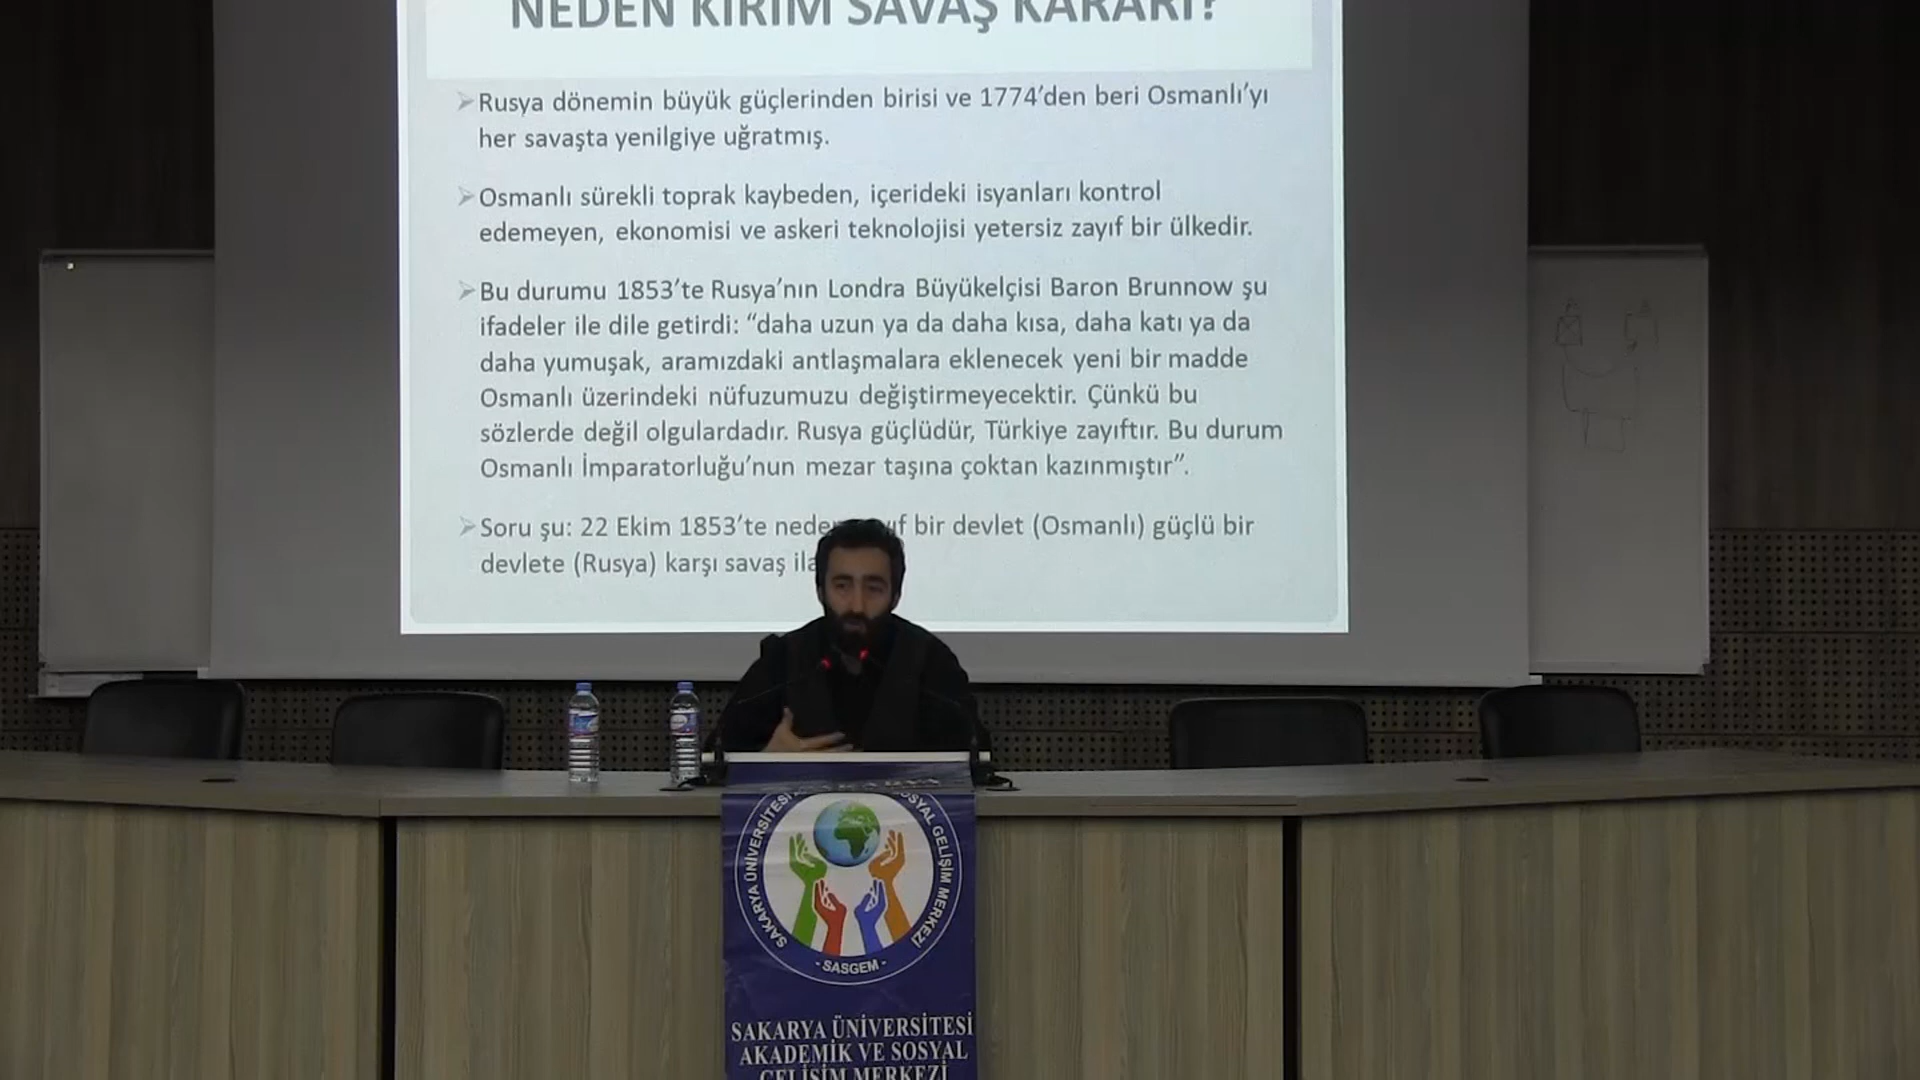 NEDEN KIRIM SAVAŞ KARARI?
Rusya dönemin büyük güçlerinden birisi ve 1774’den beri Osmanlı’yı
her savaşta yenilgiye uğratmış.
Osmanlı sürekli toprak kaybeden, içerideki isyanları kontrol
edemeyen, ekonomisi ve askeri teknolojisi yetersiz zayıf bir ülkedir.
Bu durumu 1853’te Rusya’nın Londra Büyükelçisi Baron Brunnow şu
ifadeler ile dile getirdi: “daha uzun ya da daha kısa, daha katı ya da
daha yumuşak, aramızdaki antlaşmalara eklenecek yeni bir madde
Osmanlı üzerindeki nüfuzumuzu değiştirmeyecektir. Çünkü bu
sözlerde değil olgulardadır. Rusya güçlüdür, Türkiye zayıftır. Bu durum
Osmanlı İmparatorluğu’nun mezar taşına çoktan kazınmıştır”.
Soru şu: 22 Ekim 1853’te bir devlet (Osmanlı) güçlü bir
devlete (Rusya) karşı savaş
SAKARYA ÜNİVERSİTESİ SOSYAL GELİŞİM MERKEZİ
- SASGEM -
SAKARYA ÜNİVERSİTESİ
AKADEMİK VE SOSYAL
GELİŞİM MERKEZİ